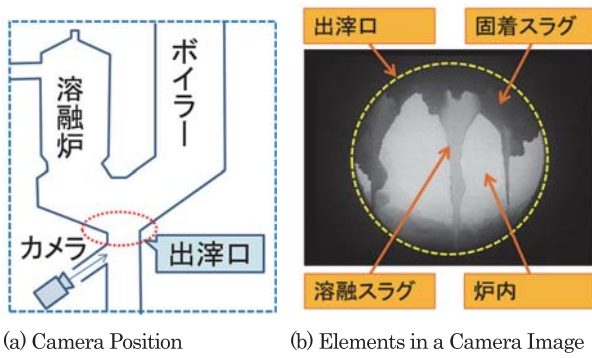 溶融炉
ボイラー
カメラ
出滓口
(a) Camera Position
出滓口
固着スラグ
溶融スラグ
炉内
(b) Elements in a Camera Image